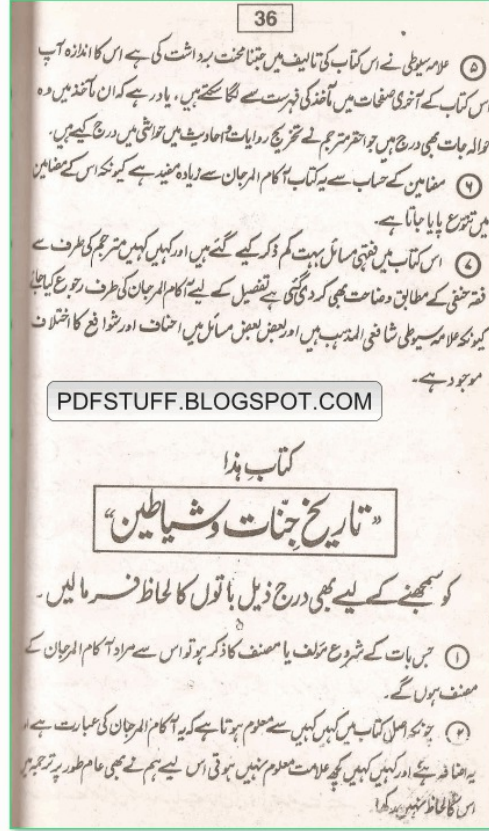 36
۵ علامہ سیوطی نے اس کتاب کی تالیف میں جتنا محنت برداشت کی ہے اس کا اندازہ آپ
اس کتاب کے آخری صفحات میں مآخذ کی فہرست سے لگا سکتے ہیں، یاد رہے کہ ان مآخذ میں وہ
حوالہ جات بھی درج ہیں جو احقر مترجم نے تخریج روایات و احادیث میں حواشی میں درج کیے ہیں۔
۶ مضامین کے حساب سے یہ کتاب آکام المرجان سے زیادہ مفید ہے کیونکہ اس کے مضامین
میں تنوع پایا جاتا ہے۔
۷ اس کتاب میں فقہی مسائل بہت کم ذکر کیے گئے ہیں اور کہیں کہیں مترجم کی طرف سے
فقہ حنفی کے مطابق وضاحت بھی کر دی گئی ہے تفصیل کے لیے آکام المرجان کی طرف رجوع کیا جائے
کیونکہ علامہ سیوطی شافعی المذہب ہیں اور بعض بعض مسائل میں احناف اور شوافع کا اختلاف
موجود ہے۔
PDFSTUFF.BLOGSPOT.COM
کتابِ ہذا
"تاریخ جنّات و شیاطین"
کو سمجھنے کے لیے بھی درج ذیل باتوں کا لحاظ فرمالیں۔
۱ جس بات کے شروع مؤلف یا مصنف کا ذکر ہو تو اس سے مراد آکام المرجان کے
مصنف ہوں گے۔
۲ چونکہ اصل کتاب میں کہیں کہیں سے معلوم ہوتا ہے کہ یہ آکام المرجان کی عبارت ہے
یہ اضافہ ہے اور کہیں کہیں کچھ علامت معلوم نہیں ہوتی اس لیے ہم نے بھی عام طور پر ترجمہ میں
اس کا لحاظ نہیں رکھا۔